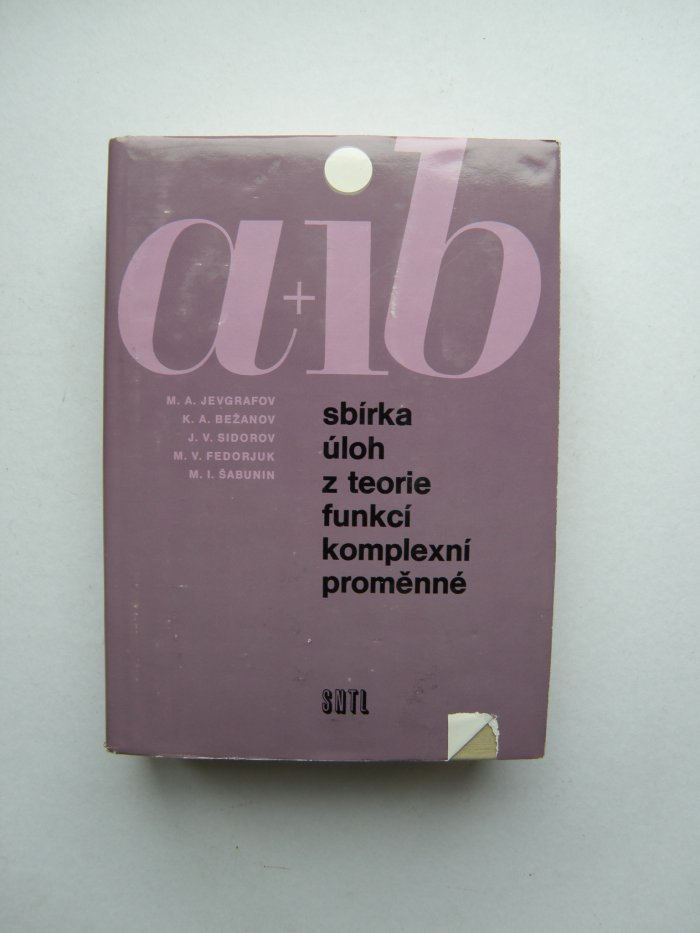 a+ib
M. A. JEVGRAFOV
K. A. BEŽANOV
J. V. SIDOROV
M. V. FEDORJUK
M. I. ŠABUNIN
sbírka
úloh
z teorie
funkcí
komplexní
proměnné
SNTL